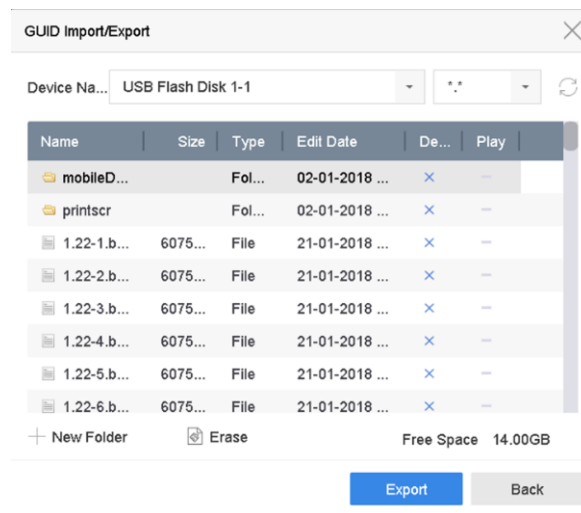 GUID Import/Export
Device Na... USB Flash Disk 1-1 *.*
Name Size Type Edit Date De... Play
mobileD... Fol... 02-01-2018 ...
printscr Fol... 02-01-2018 ...
1.22-1.b... 6075... File 21-01-2018 ...
1.22-2.b... 6075... File 21-01-2018 ...
1.22-3.b... 6075... File 21-01-2018 ...
1.22-4.b... 6075... File 21-01-2018 ...
1.22-5.b... 6075... File 21-01-2018 ...
1.22-6.b... 6075... File 21-01-2018 ...
New Folder Erase Free Space 14.00GB
Export Back